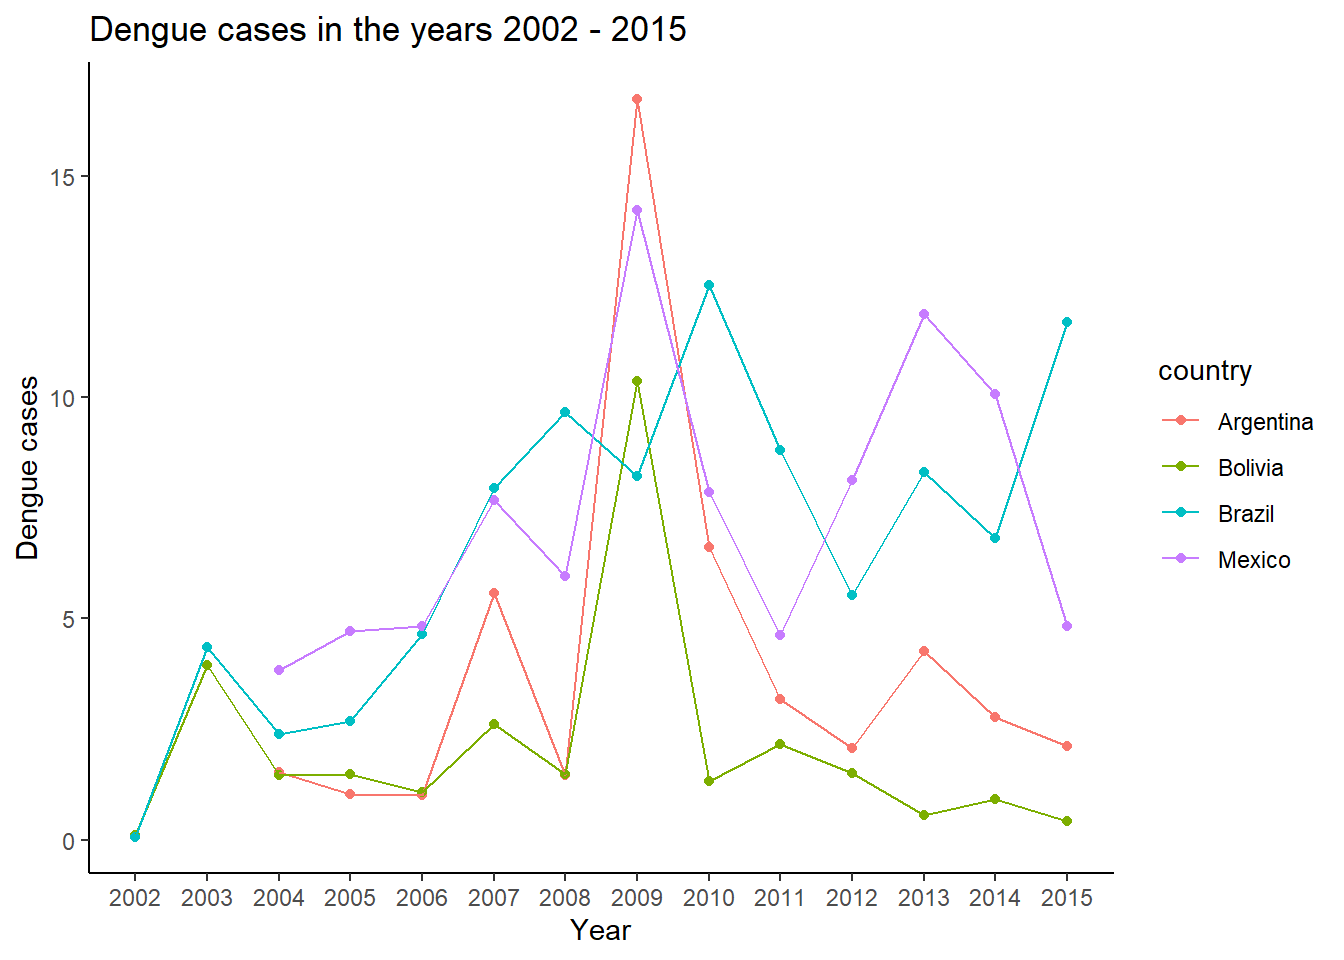 Dengue cases in the years 2002 - 2015
Dengue cases
15
10
5
0
2002 2003 2004 2005 2006 2007 2008 2009 2010 2011 2012 2013 2014 2015
Year
country
Argentina
Bolivia
Brazil
Mexico